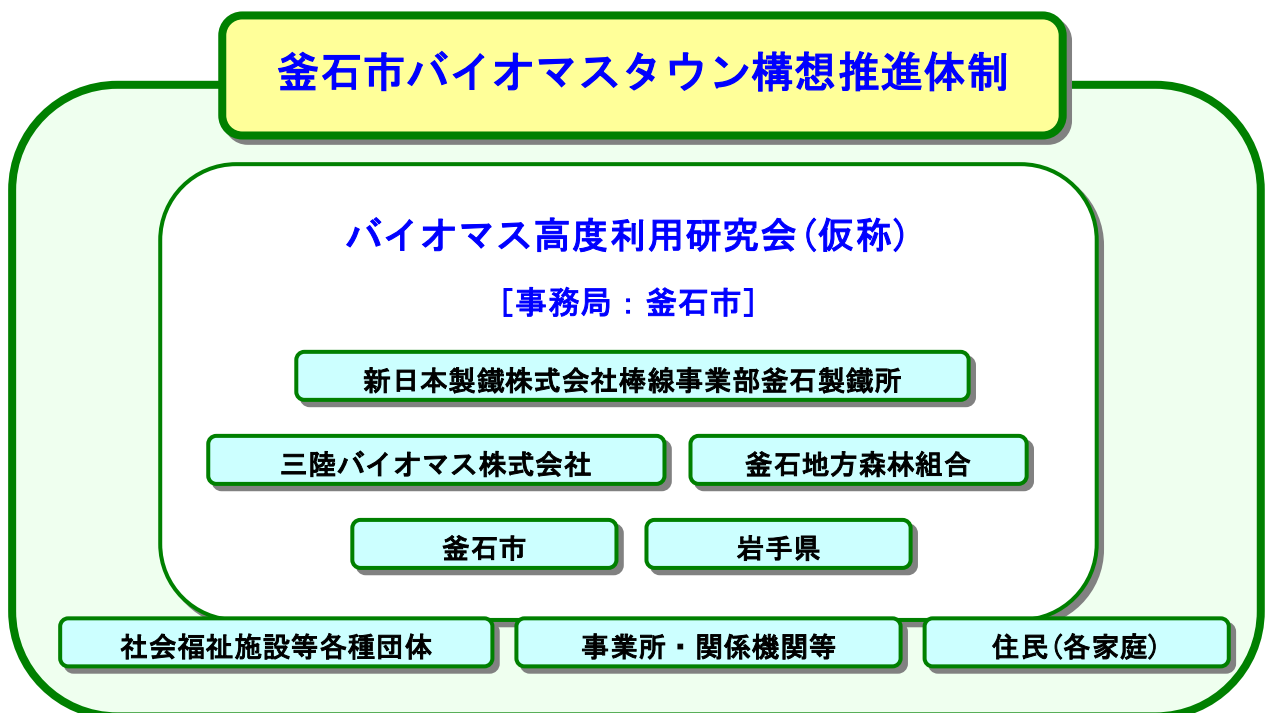 釜石市バイオマスタウン構想推進体制
バイオマス高度利用研究会(仮称)
[事務局：釜石市]
新日本製鐵株式会社棒線事業部釜石製鐵所
三陸バイオマス株式会社
釜石地方森林組合
釜石市
岩手県
社会福祉施設等各種団体
事業所・関係機関等
住民(各家庭)